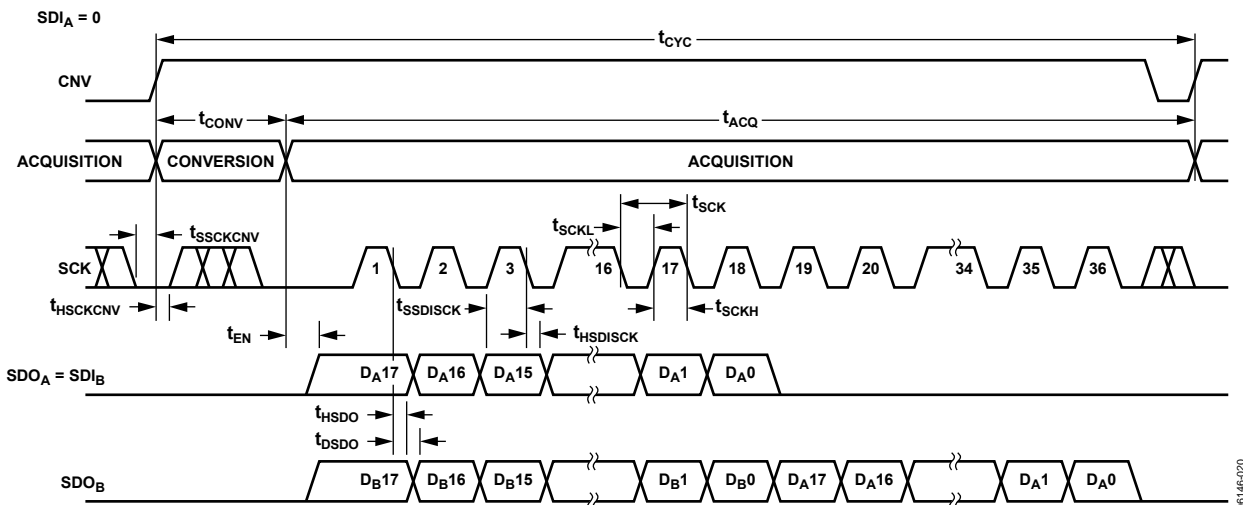 SDIA = 0
tCYC
CNV
tCONV
tACQ
ACQUISITION
CONVERSION
ACQUISITION
tSCK
tSCKL
tSSCKCNV
SCK
1
2
3
16
17
18
19
20
34
35
36
tHSCKCNV
tSSDISCK
tSCKH
tEN
tHSDISCK
SDOA = SDIB
DA17
DA16
DA15
DA1
DA0
tHSDO
tDSDO
SDOB
DB17
DB16
DB15
DB1
DB0
DA17
DA16
DA1
DA0